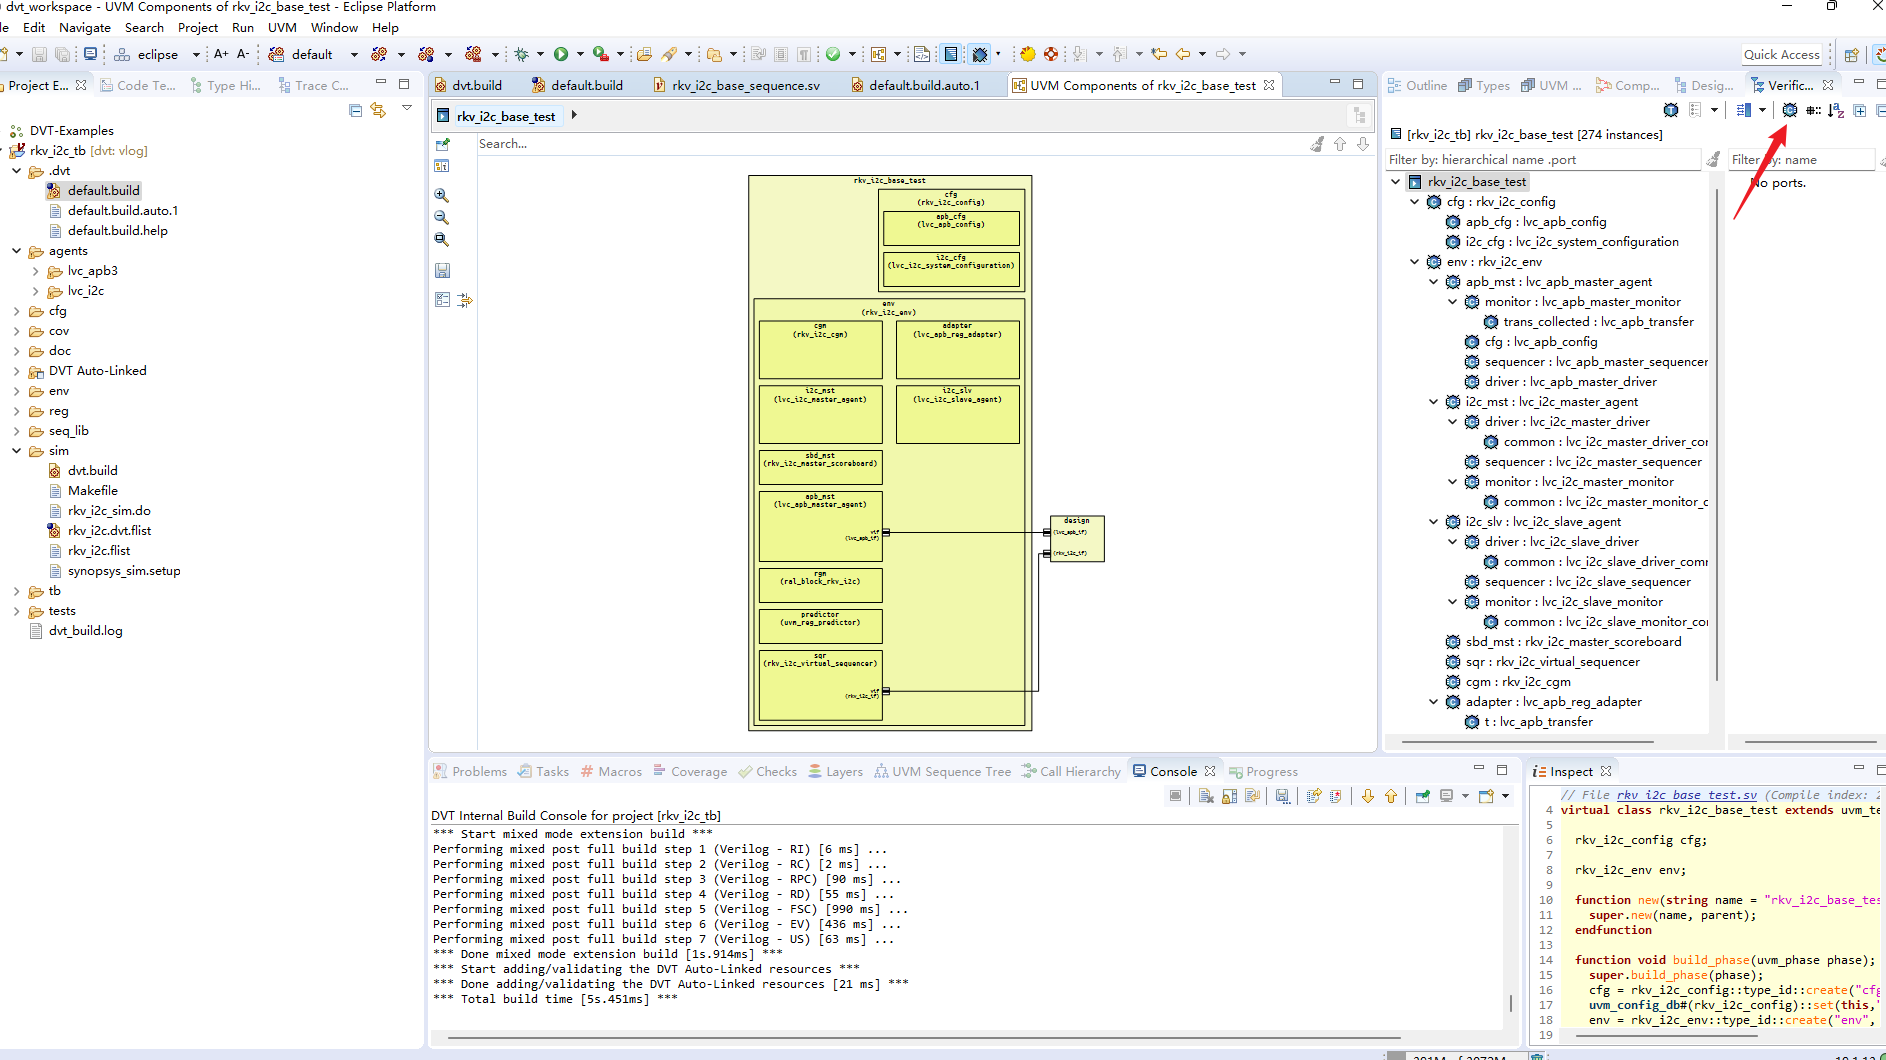 dvt_workspace - UVM Components of rkv_i2c_base_test - Eclipse Platform
Edit Navigate Search Project Run UVM Window Help
eclipse A+ A- default Quick Access
Project E... Code Te... Type Hi... Trace C...
DVT-Examples
rkv_i2c_tb [dvt: vlog]
.dvt
default.build
default.build.auto.1
default.build.help
agents
lvc_apb3
lvc_i2c
cfg
cov
doc
DVT Auto-Linked
env
reg
seq_lib
sim
dvt.build
Makefile
rkv_i2c_sim.do
rkv_i2c.dvt.flist
rkv_i2c.flist
synopsys_sim.setup
tb
tests
dvt_build.log
dvt.build default.build rkv_i2c_base_sequence.sv default.build.auto.1 UVM Components of rkv_i2c_base_test
rkv_i2c_base_test
Search...
rkv_i2c_base_test
cfg
(rkv_i2c_config)
apb_cfg
(lvc_apb_config)
i2c_cfg
(lvc_i2c_system_configuration)
env
(rkv_i2c_env)
cgm
(rkv_i2c_cgm)
adapter
(lvc_apb_reg_adapter)
i2c_mst
(lvc_i2c_master_agent)
i2c_slv
(lvc_i2c_slave_agent)
sbd_mst
(rkv_i2c_master_scoreboard)
apb_mst
(lvc_apb_master_agent)
vif
(lvc_apb_if)
design
(lvc_apb_if)
(rkv_i2c_if)
rgm
(ral_block_rkv_i2c)
predictor
(uvm_reg_predictor)
sqr
(rkv_i2c_virtual_sequencer)
vif
(rkv_i2c_if)
Outline Types UVM ... Comp... Desig... Verific...
[rkv_i2c_tb] rkv_i2c_base_test [274 instances]
Filter by: hierarchical name .port
Filter by: name
No ports.
rkv_i2c_base_test
cfg : rkv_i2c_config
apb_cfg : lvc_apb_config
i2c_cfg : lvc_i2c_system_configuration
env : rkv_i2c_env
apb_mst : lvc_apb_master_agent
monitor : lvc_apb_master_monitor
trans_collected : lvc_apb_transfer
cfg : lvc_apb_config
sequencer : lvc_apb_master_sequencer
driver : lvc_apb_master_driver
i2c_mst : lvc_i2c_master_agent
driver : lvc_i2c_master_driver
common : lvc_i2c_master_driver_cor
sequencer : lvc_i2c_master_sequencer
monitor : lvc_i2c_master_monitor
common : lvc_i2c_master_monitor_c
i2c_slv : lvc_i2c_slave_agent
driver : lvc_i2c_slave_driver
common : lvc_i2c_slave_driver_comr
sequencer : lvc_i2c_slave_sequencer
monitor : lvc_i2c_slave_monitor
common : lvc_i2c_slave_monitor_cor
sbd_mst : rkv_i2c_master_scoreboard
sqr : rkv_i2c_virtual_sequencer
cgm : rkv_i2c_cgm
adapter : lvc_apb_reg_adapter
t : lvc_apb_transfer
Problems Tasks Macros Coverage Checks Layers UVM Sequence Tree Call Hierarchy Console Progress
DVT Internal Build Console for project [rkv_i2c_tb]
*** Start mixed mode extension build ***
Performing mixed post full build step 1 (Verilog - RI) [6 ms] ...
Performing mixed post full build step 2 (Verilog - RC) [2 ms] ...
Performing mixed post full build step 3 (Verilog - RPC) [90 ms] ...
Performing mixed post full build step 4 (Verilog - RD) [55 ms] ...
Performing mixed post full build step 5 (Verilog - FSC) [990 ms] ...
Performing mixed post full build step 6 (Verilog - EV) [436 ms] ...
Performing mixed post full build step 7 (Verilog - US) [63 ms] ...
*** Done mixed mode extension build [1s.914ms] ***
*** Start adding/validating the DVT Auto-Linked resources ***
*** Done adding/validating the DVT Auto-Linked resources [21 ms] ***
*** Total build time [5s.451ms] ***
Inspect
// File rkv_i2c_base_test.sv (Compile index: 2
4 virtual class rkv_i2c_base_test extends uvm_te
5
6 rkv_i2c_config cfg;
7
8 rkv_i2c_env env;
9
10 function new(string name = "rkv_i2c_base_tes
11 super.new(name, parent);
12 endfunction
13
14 function void build_phase(uvm_phase phase);
15 super.build_phase(phase);
16 cfg = rkv_i2c_config::type_id::create("cfg
17 uvm_config_db#(rkv_i2c_config)::set(this,"
18 env = rkv_i2c_env::type_id::create("env",
19